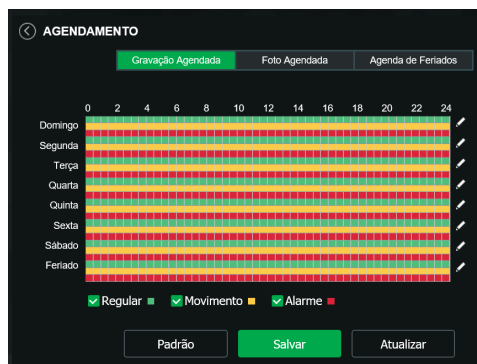 AGENDAMENTO
Gravação Agendada Foto Agendada Agenda de Feriados
0 2 4 6 8 10 12 14 16 18 20 22 24
Domingo
Segunda
Terça
Quarta
Quinta
Sexta
Sábado
Feriado
Regular Movimento Alarme
Padrão Salvar Atualizar